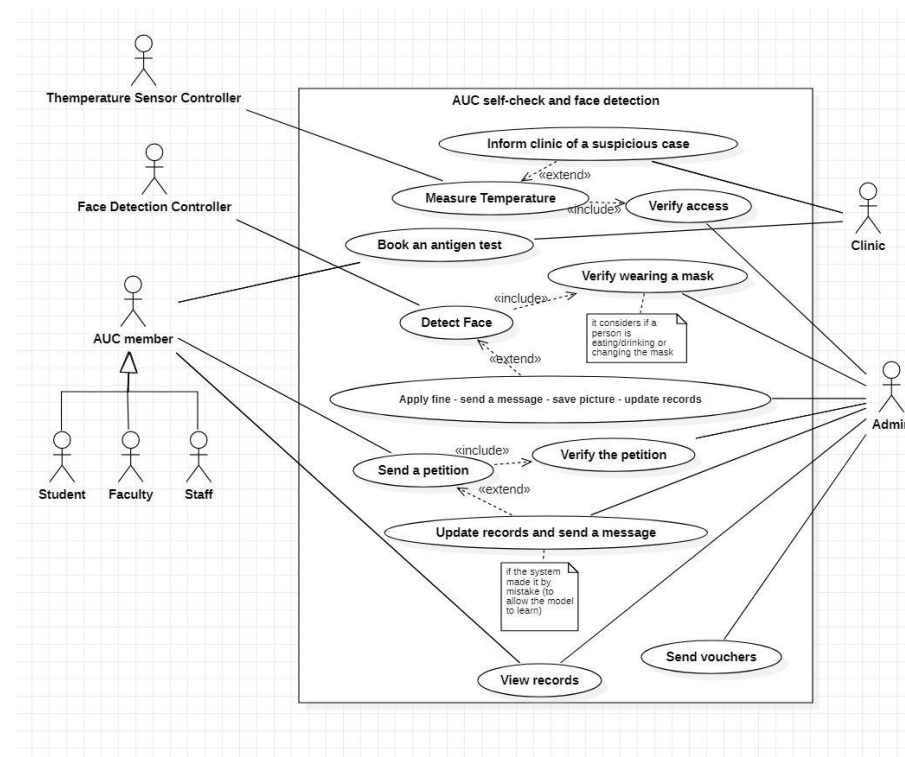 Themperature Sensor Controller
AUC self-check and face detection
Inform clinic of a suspicious case
«extend»
Measure Temperature
«include»
Verify access
Face Detection Controller
Clinic
Book an antigen test
Verify wearing a mask
«include»
Detect Face
it considers if a
person is
eating/drinking or
changing the mask
AUC member
«extend»
Apply fine - send a message - save picture - update records
Admin
«include»
Verify the petition
Send a petition
Student
Faculty
Staff
«extend»
Update records and send a message
if the system
made it by
mistake (to
allow the model
to learn)
Send vouchers
View records